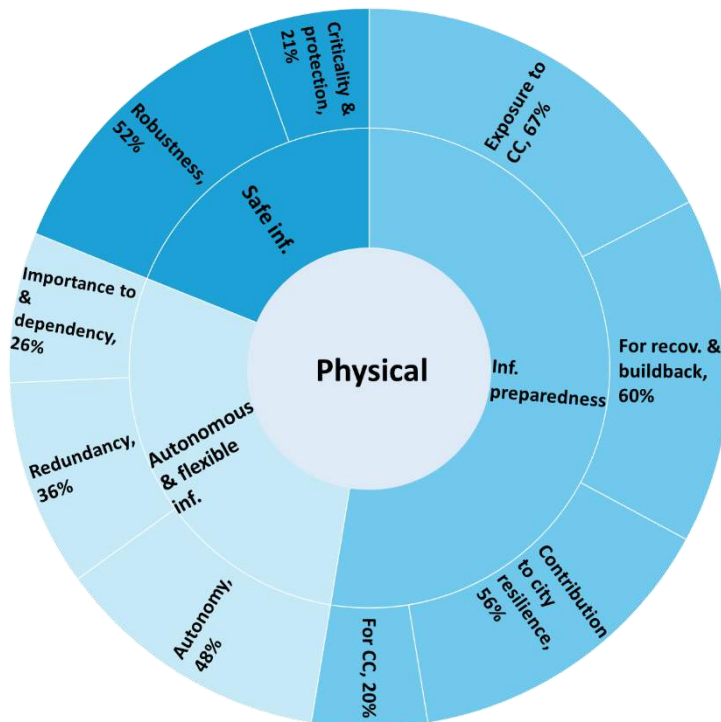 Physical
Inf.
preparedness
Exposure to
CC, 67%
For recov. &
buildback,
60%
Contribution
to city
resilience,
56%
For CC, 20%
Autonomous
& flexible
inf.
Autonomy,
48%
Redundancy,
36%
Importance to
&
dependency,
26%
Safe inf.
Robustness,
52%
Criticality &
protection,
21%